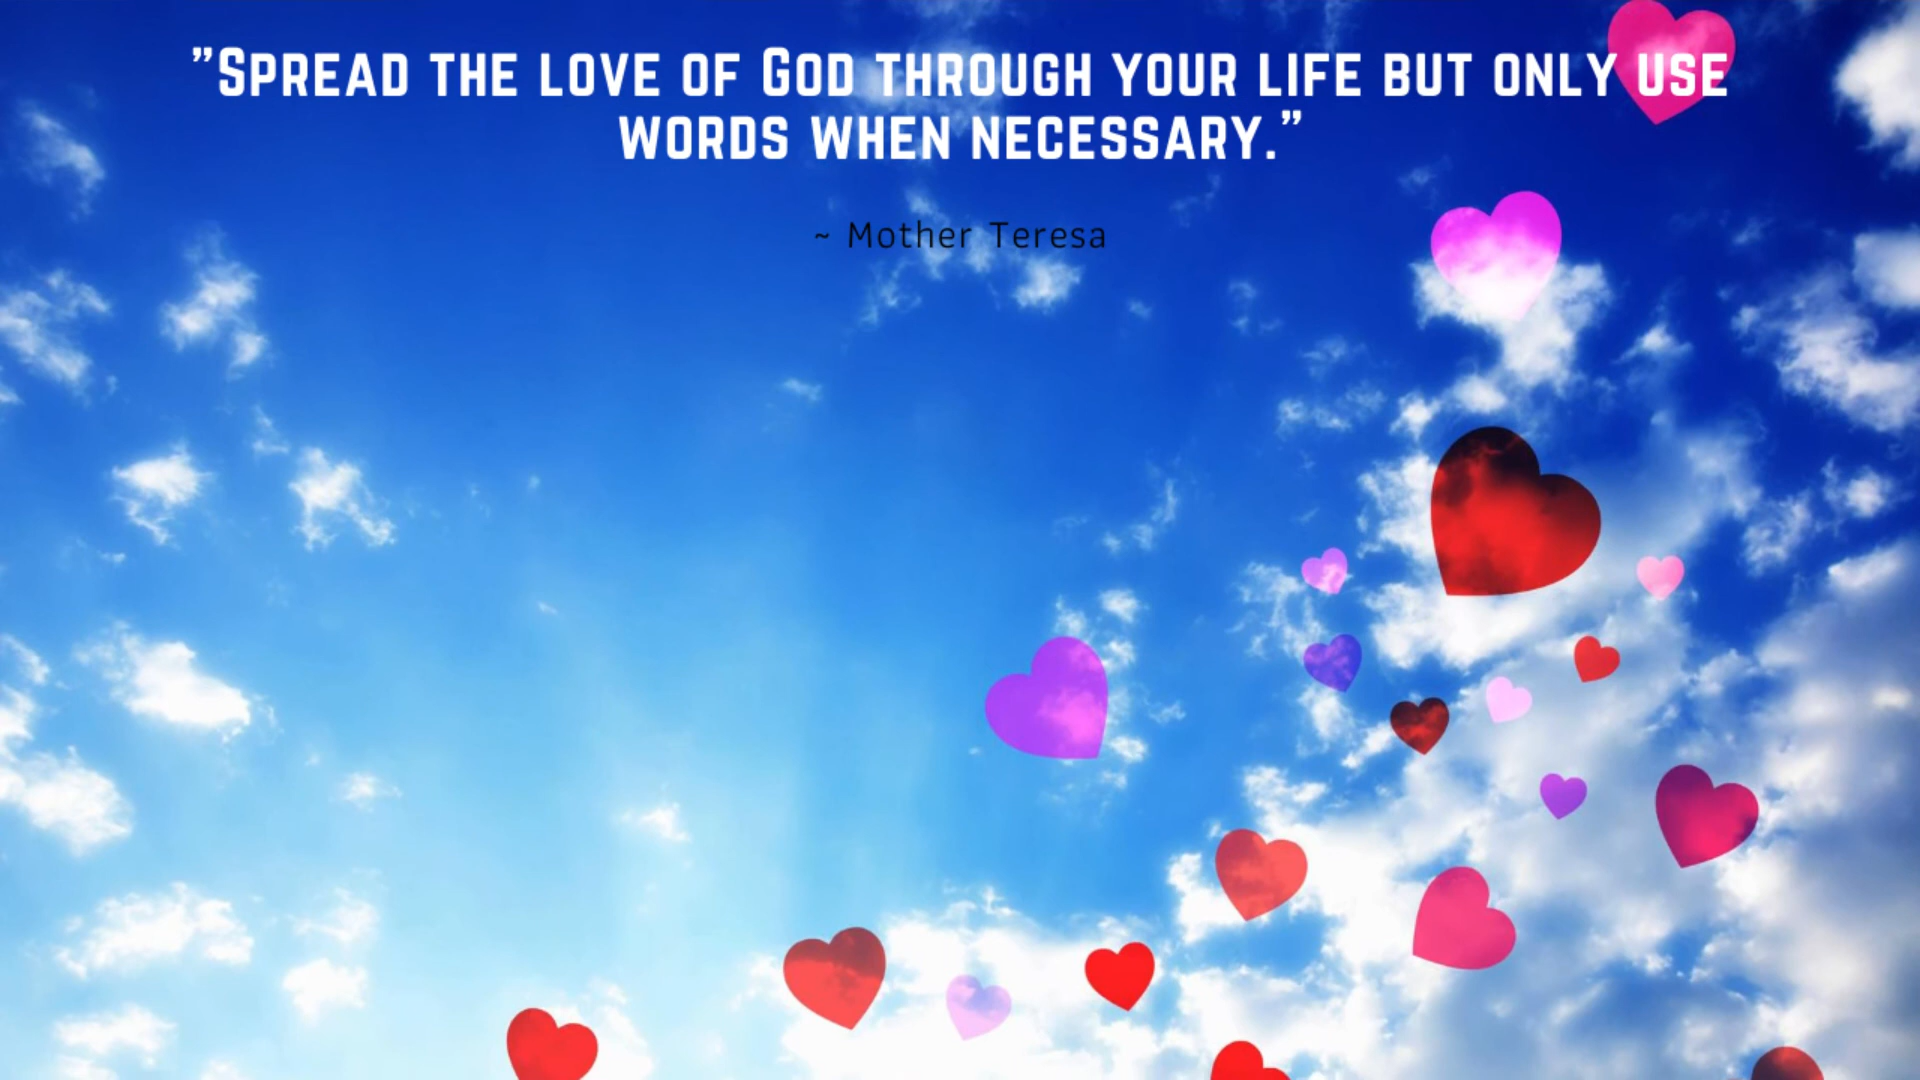 "Spread the love of God through your life but only use
words when necessary."
~ Mother Teresa